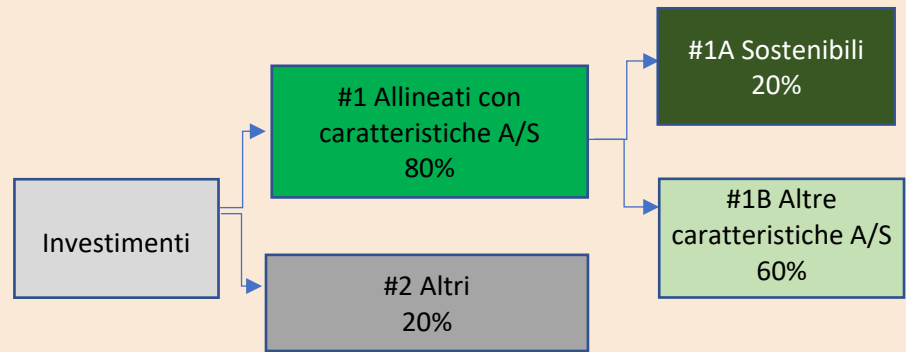 Investimenti
#1 Allineati con
caratteristiche A/S
80%
#2 Altri
20%
#1A Sostenibili
20%
#1B Altre
caratteristiche A/S
60%